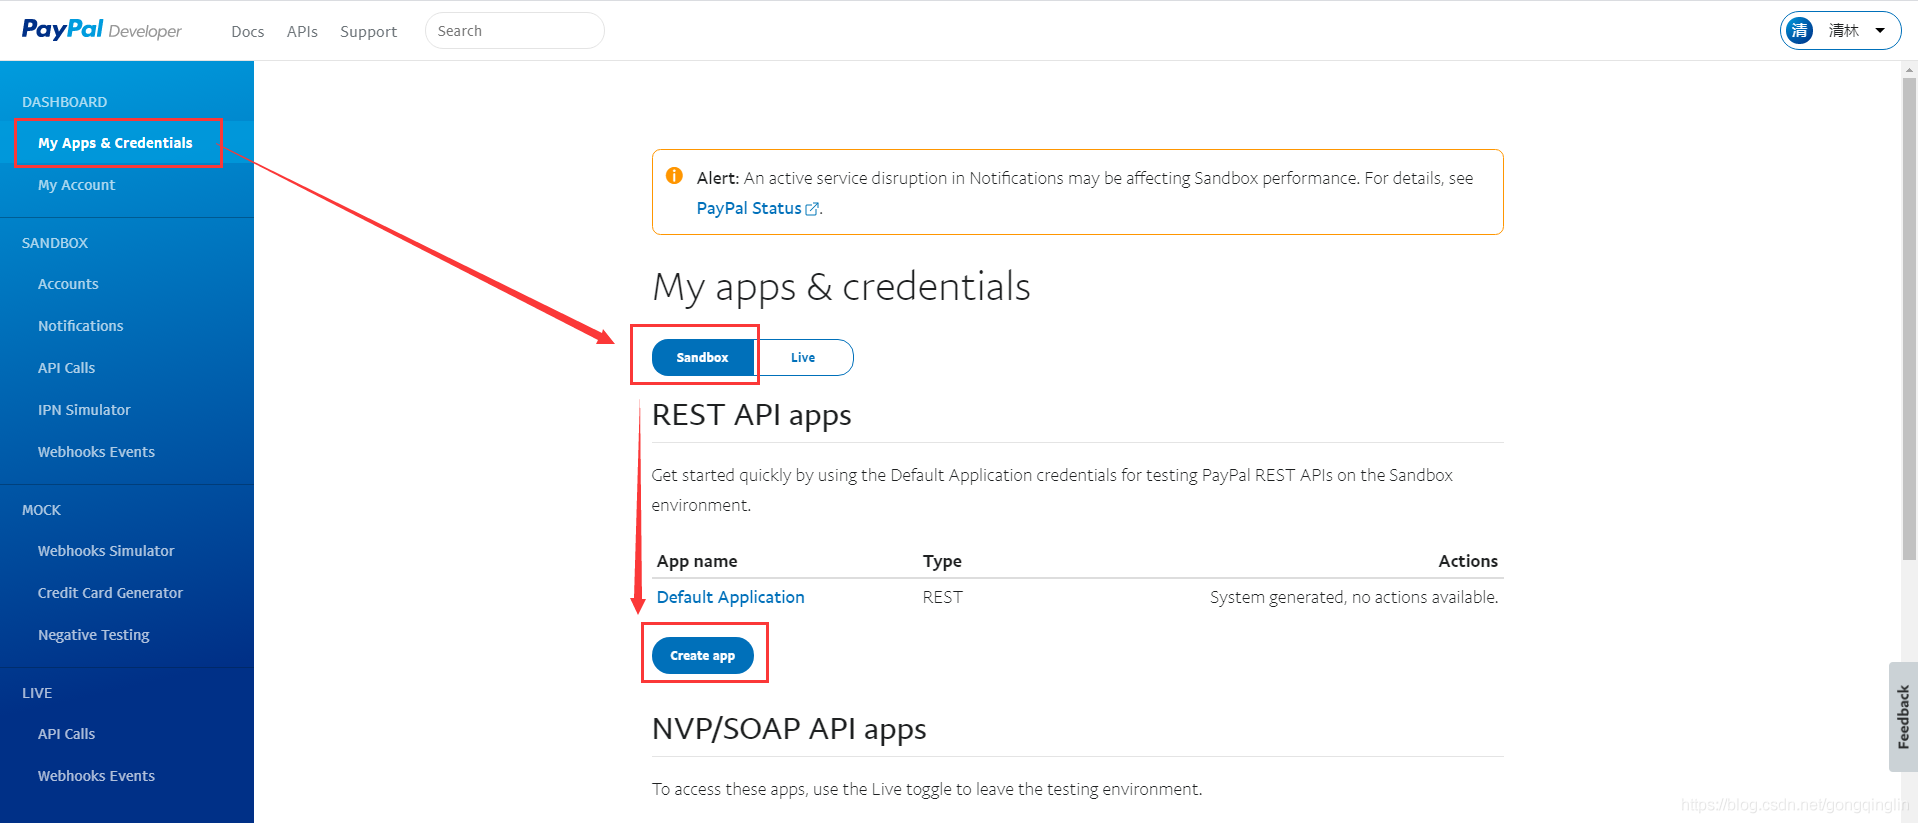 PayPal Developer
Docs
APIs
Support
Search
清
清林
DASHBOARD
My Apps & Credentials
My Account
SANDBOX
Accounts
Notifications
API Calls
IPN Simulator
Webhooks Events
MOCK
Webhooks Simulator
Credit Card Generator
Negative Testing
LIVE
API Calls
Webhooks Events
Alert: An active service disruption in Notifications may be affecting Sandbox performance. For details, see
PayPal Status.
My apps & credentials
Sandbox
Live
REST API apps
Get started quickly by using the Default Application credentials for testing PayPal REST APIs on the Sandbox
environment.
App name Type Actions
Default Application REST System generated, no actions available.
Create app
NVP/SOAP API apps
To access these apps, use the Live toggle to leave the testing environment.
Feedback
https://blog.csdn.net/gongqinglin